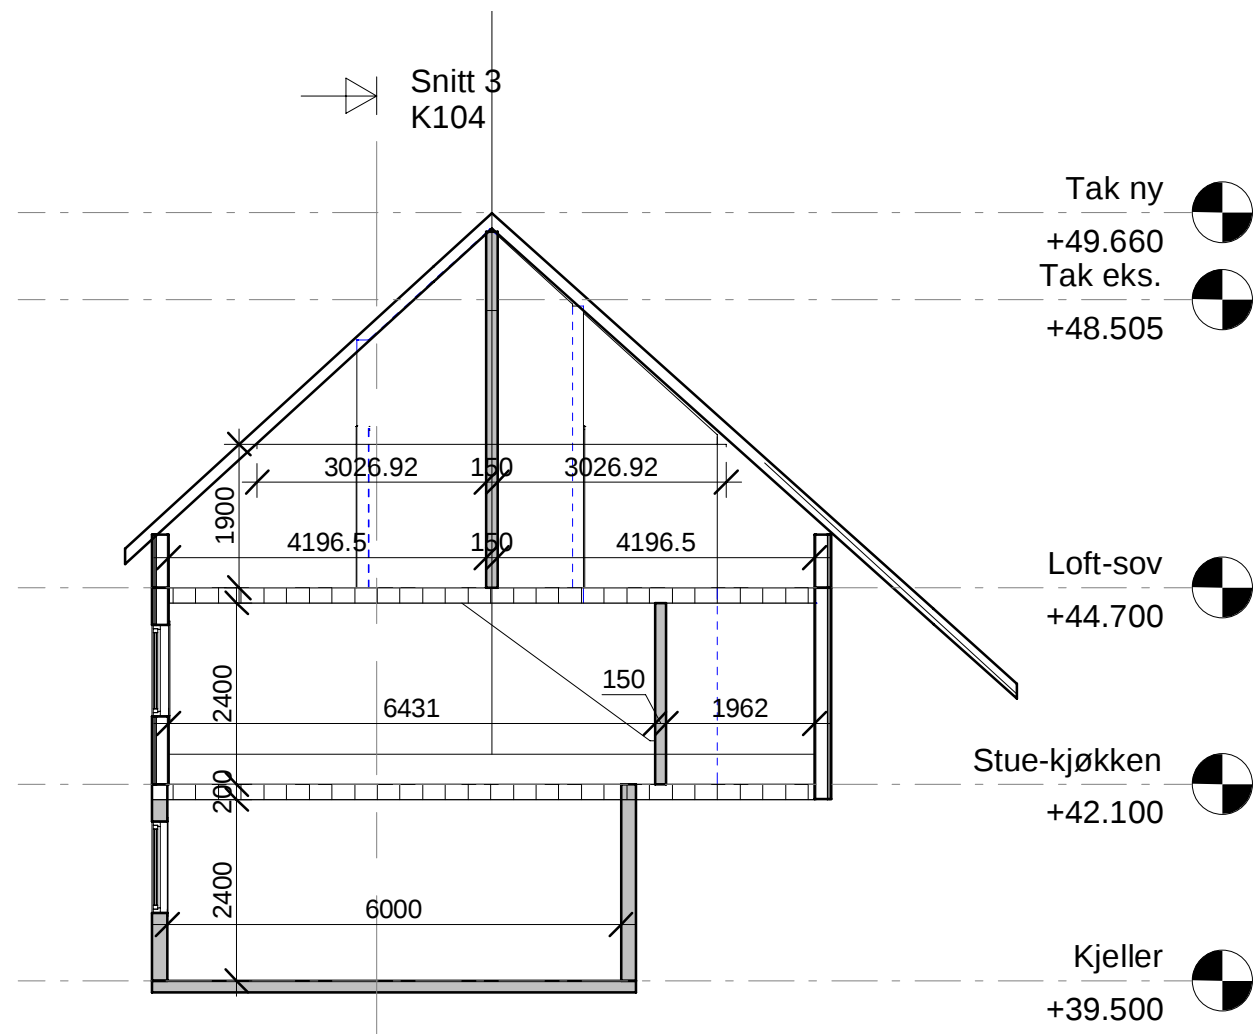 Snitt 3
K104
Tak ny
+49.660
Tak eks.
+48.505
3026.92
150
3026.92
1900
4196.5
150
4196.5
Loft-sov
+44.700
150
2400
6431
1962
Stue-kjøkken
200
+42.100
2400
6000
Kjeller
+39.500